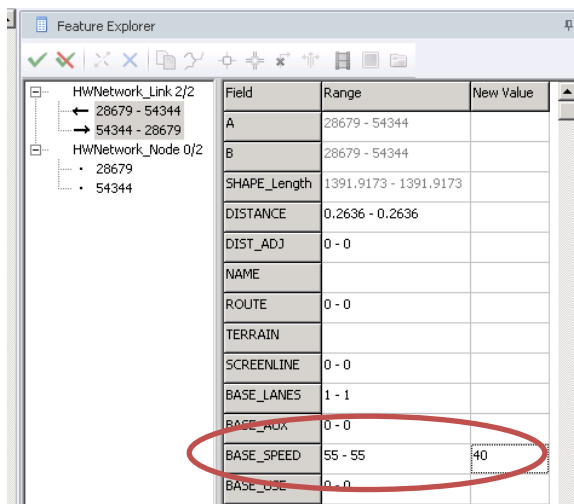 Feature Explorer
HWNetwork_Link 2/2
28679 - 54344
54344 - 28679
HWNetwork_Node 0/2
28679
54344
Field Range New Value
A 28679 - 54344
B 28679 - 54344
SHAPE_Length 1391.9173 - 1391.9173
DISTANCE 0.2636 - 0.2636
DIST_ADJ 0 - 0
NAME
ROUTE 0 - 0
TERRAIN
SCREENLINE 0 - 0
BASE_LANES 1 - 1
BASE_AUX 0 - 0
BASE_SPEED 55 - 55 40
BASE_USE 0 - 0